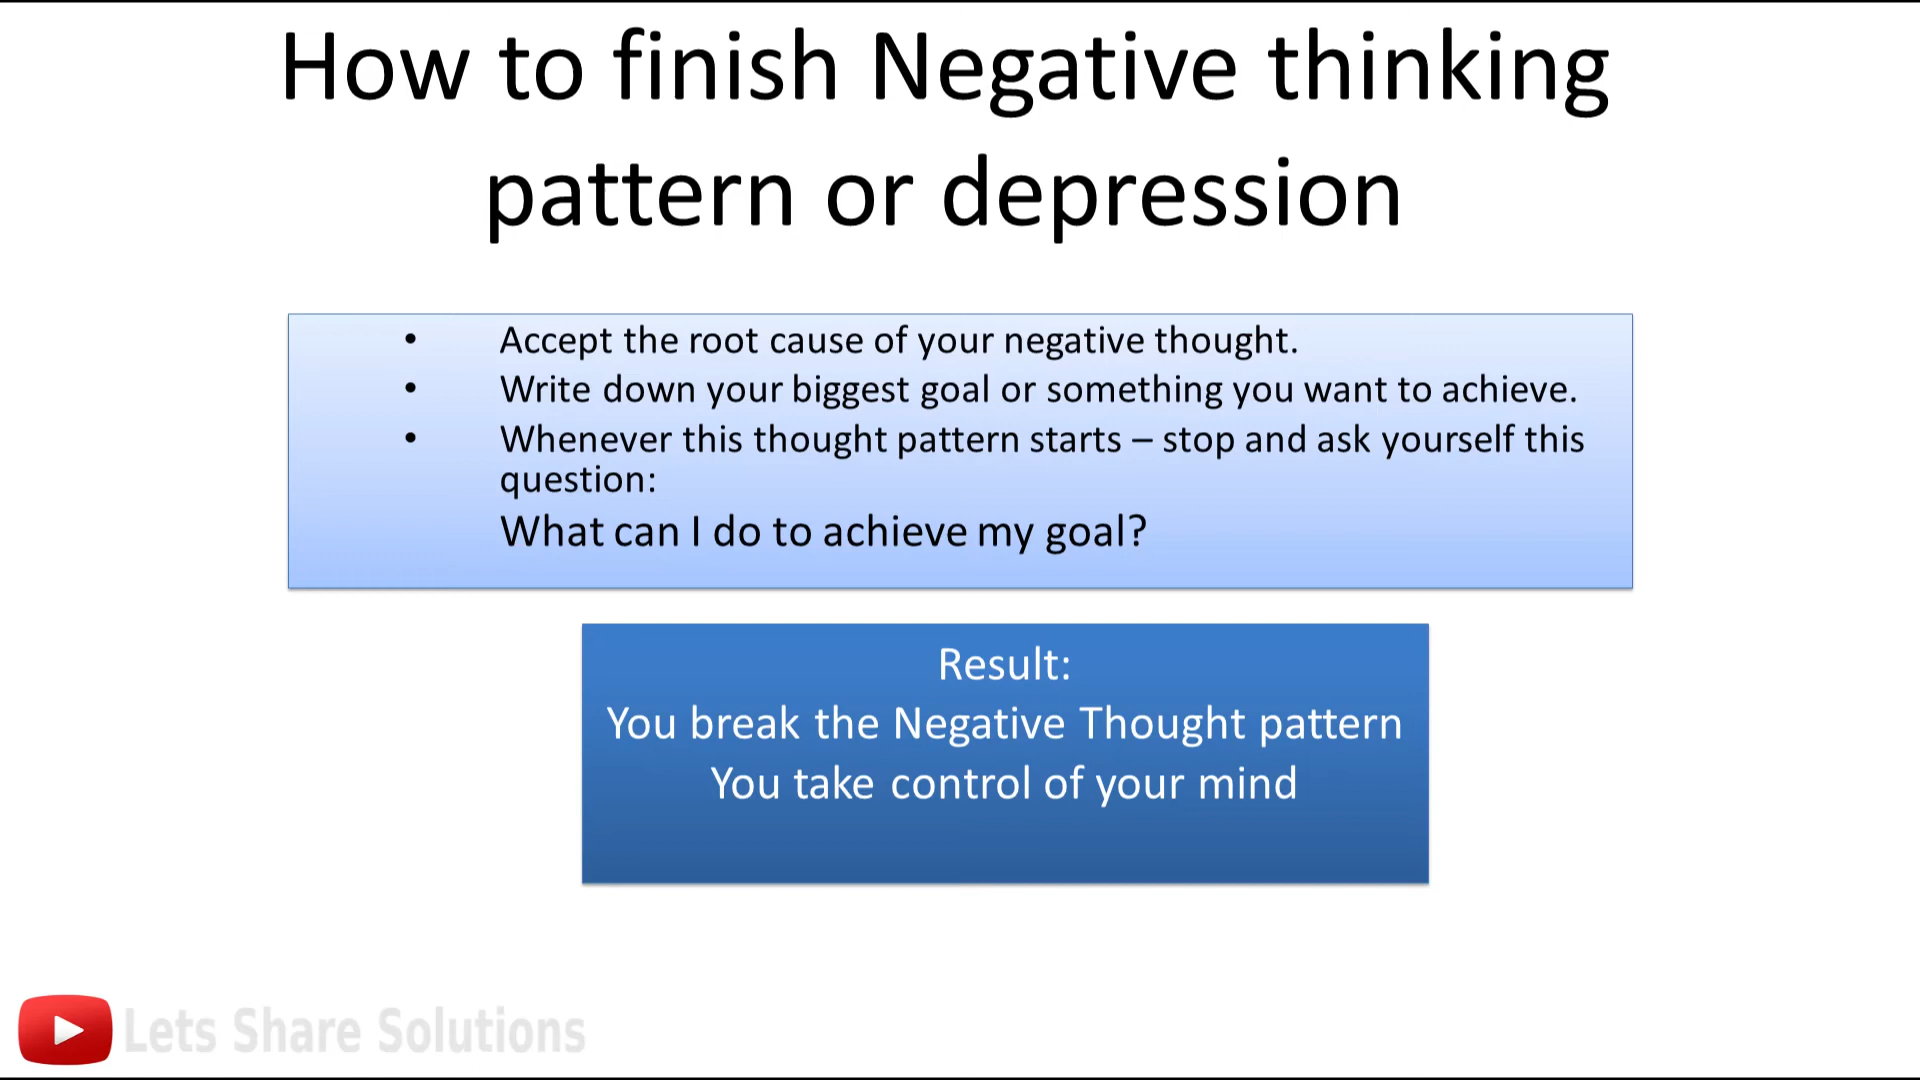 How to finish Negative thinking
pattern or depression
• Accept the root cause of your negative thought.
• Write down your biggest goal or something you want to achieve.
• Whenever this thought pattern starts – stop and ask yourself this
question:
What can I do to achieve my goal?
Result:
You break the Negative Thought pattern
You take control of your mind
Lets Share Solutions